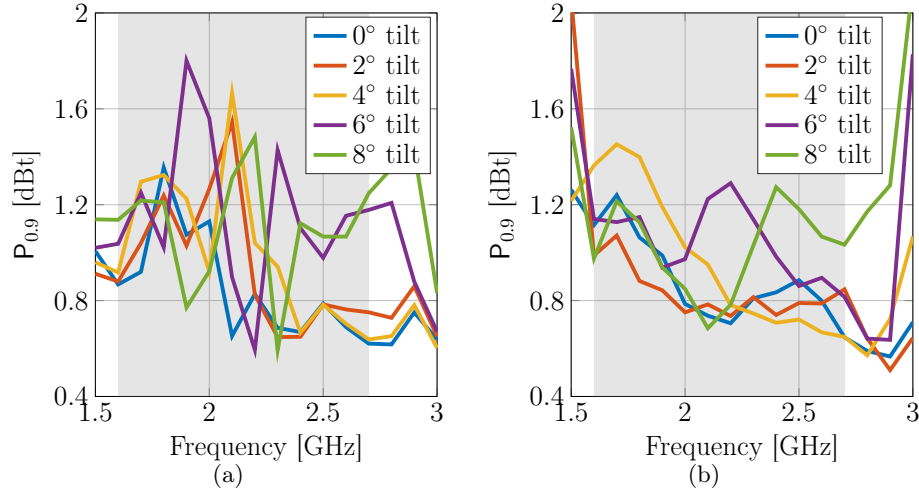 2
1.6
1.2
0.8
0.4
1.5
2
2.5
3
P0.9 [dBt]
Frequency [GHz]
0° tilt
2° tilt
4° tilt
6° tilt
8° tilt
(a)
2
1.6
1.2
0.8
0.4
1.5
2
2.5
3
P0.9 [dBt]
Frequency [GHz]
0° tilt
2° tilt
4° tilt
6° tilt
8° tilt
(b)